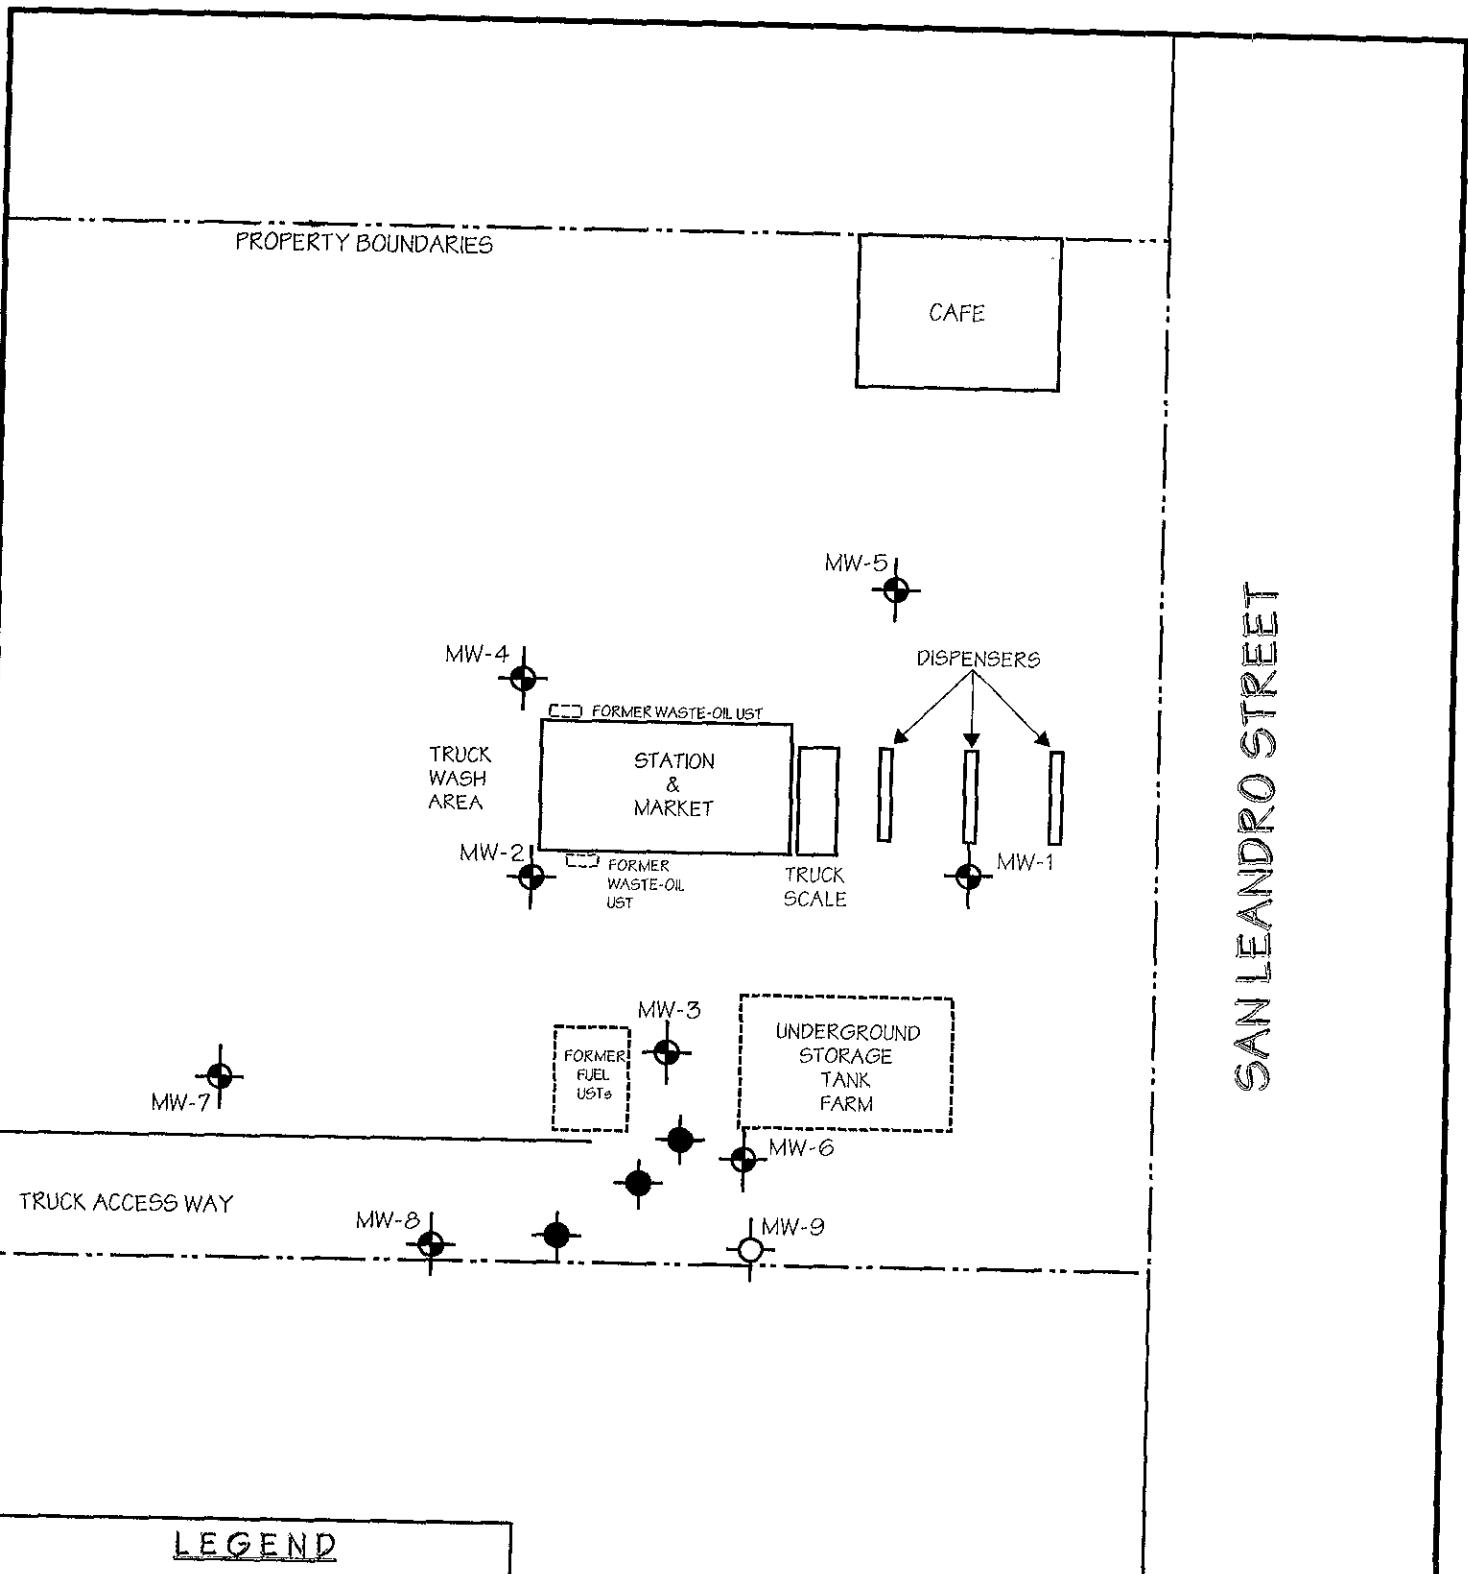 PROPERTY BOUNDARIES
CAFE
MW-5
MW-4
DISPENSERS
FORMER WASTE-OIL UST
TRUCK
WASH
AREA
STATION
&
MARKET
SAN LEANDRO STREET
MW-2
FORMER
WASTE-OIL
UST
TRUCK
SCALE
MW-1
MW-3
FORMER
FUEL
USTs
UNDERGROUND
STORAGE
TANK
FARM
MW-7
MW-6
TRUCK ACCESS WAY
MW-8
MW-9
LEGEND